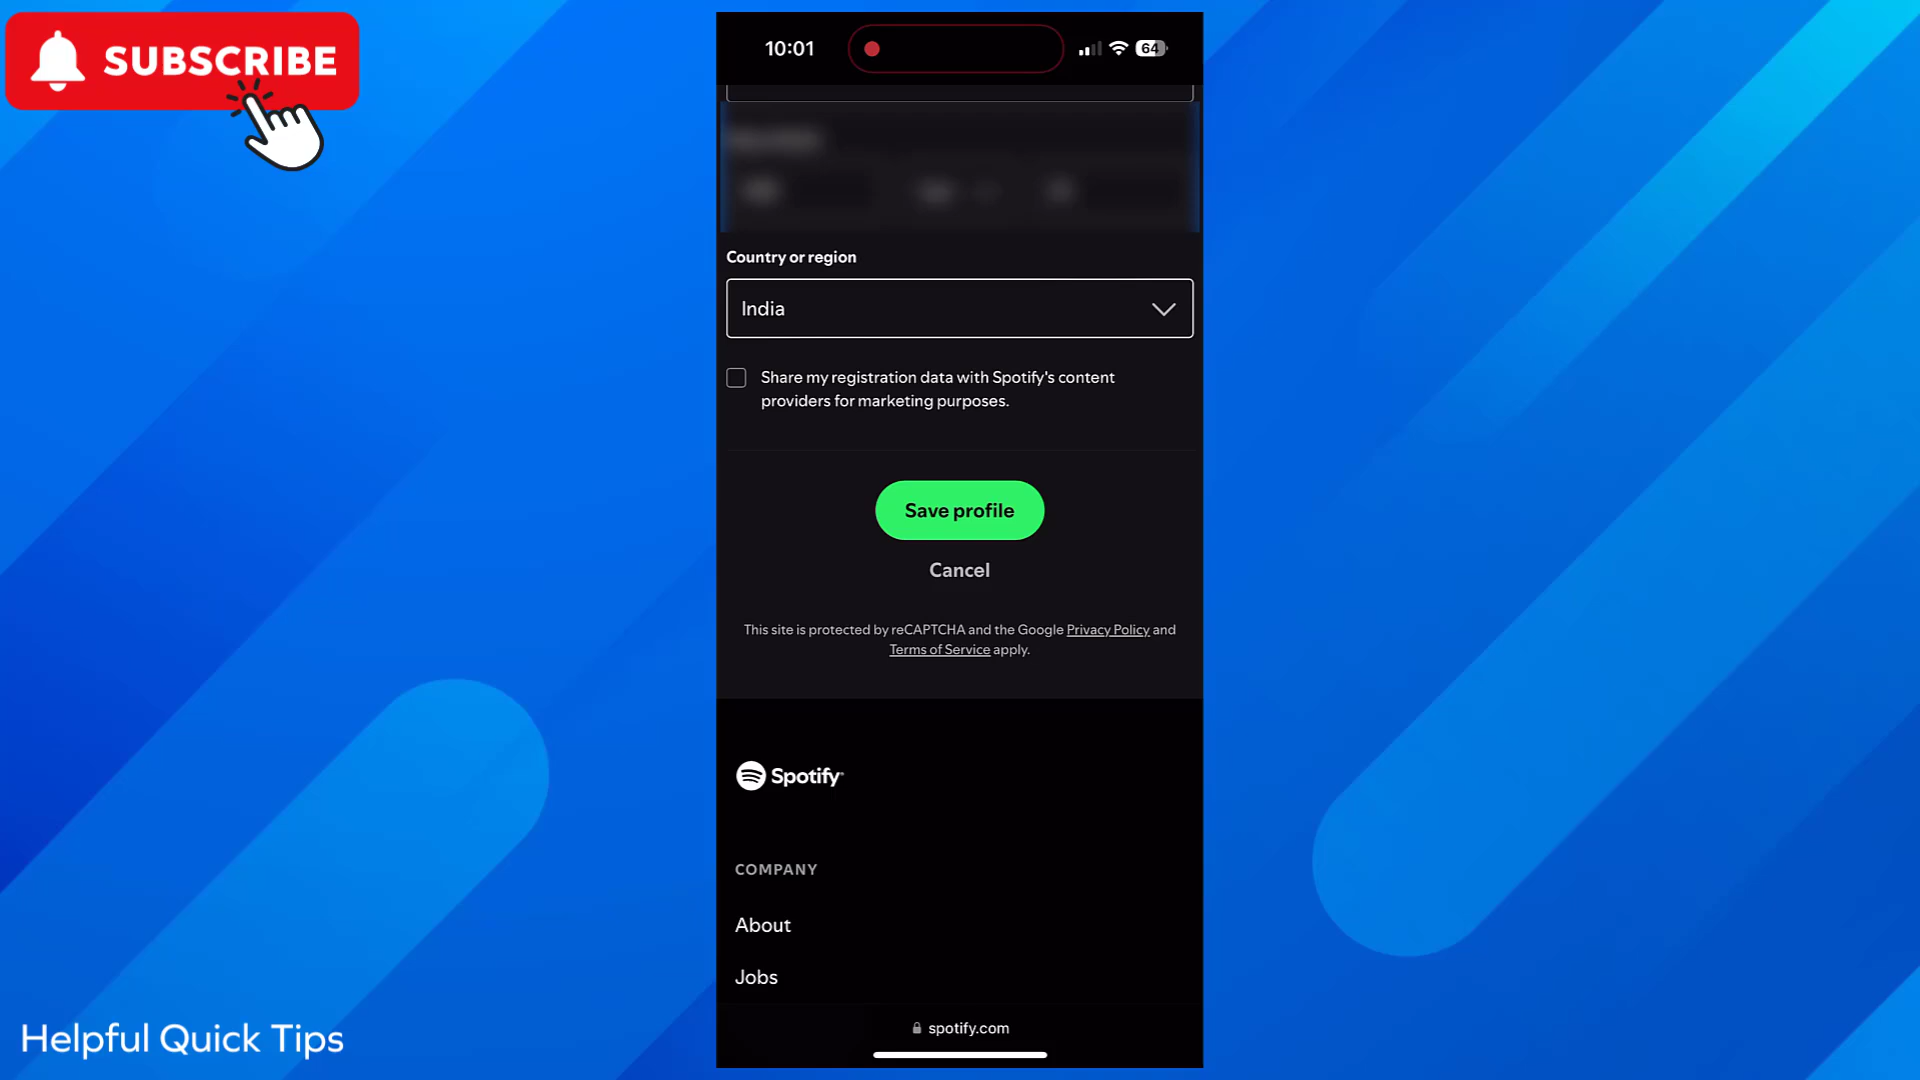 SUBSCRIBE
10:01
64
Country or region
India
Share my registration data with Spotify's content
providers for marketing purposes.
Save profile
Cancel
This site is protected by reCAPTCHA and the Google Privacy Policy and
Terms of Service apply.
Spotify
COMPANY
About
Jobs
spotify.com
Helpful Quick Tips